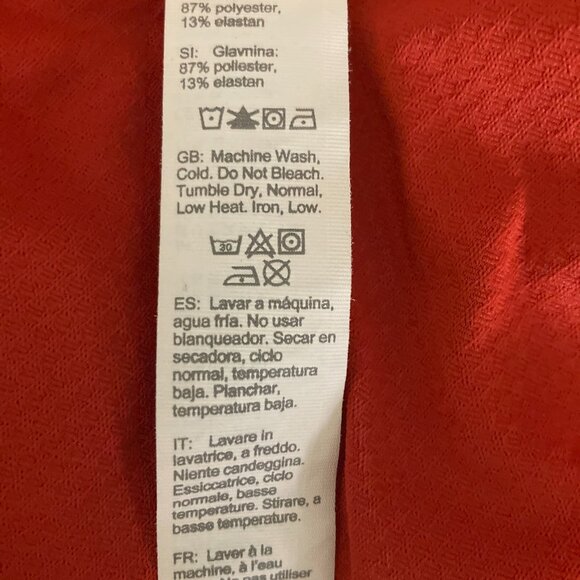 87% polyester,
13% elastan
SI: Glavnina:
87% poliester,
13% elastan
GB: Machine Wash,
Cold. Do Not Bleach.
Tumble Dry, Normal,
Low Heat. Iron, Low.
30
ES: Lavar a máquina,
agua fría. No usar
blanqueador. Secar en
secadora, ciclo
normal, temperatura
baja. Planchar,
temperatura baja.
IT: Lavare in
lavatrice, a freddo.
Niente candeggina.
Essiccatrice, ciclo
normale, basse
temperature. Stirare, a
basse temperature.
FR: Laver à la
machine, à l'eau
Ne pas utiliser